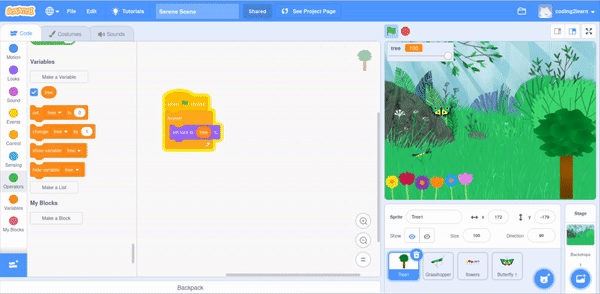 SCRATCH
File
Edit
Tutorials
Serene Scene
Shared
See Project Page
coding2learn
Code
Costumes
Sounds
Motion
Looks
Sound
Events
Control
Sensing
Operators
Variables
My Blocks
Variables
Make a Variable
tree
set tree to 0
change tree by 1
show variable tree
hide variable tree
Make a List
My Blocks
Make a Block
when clicked
forever
set size to tree %
tree 100
Sprite Tree1 x 172 y -179
Show Size 100 Direction 90
Tree1
Grasshopper
flowers
Butterfly 1
Stage
Backdrops
1
Backpack